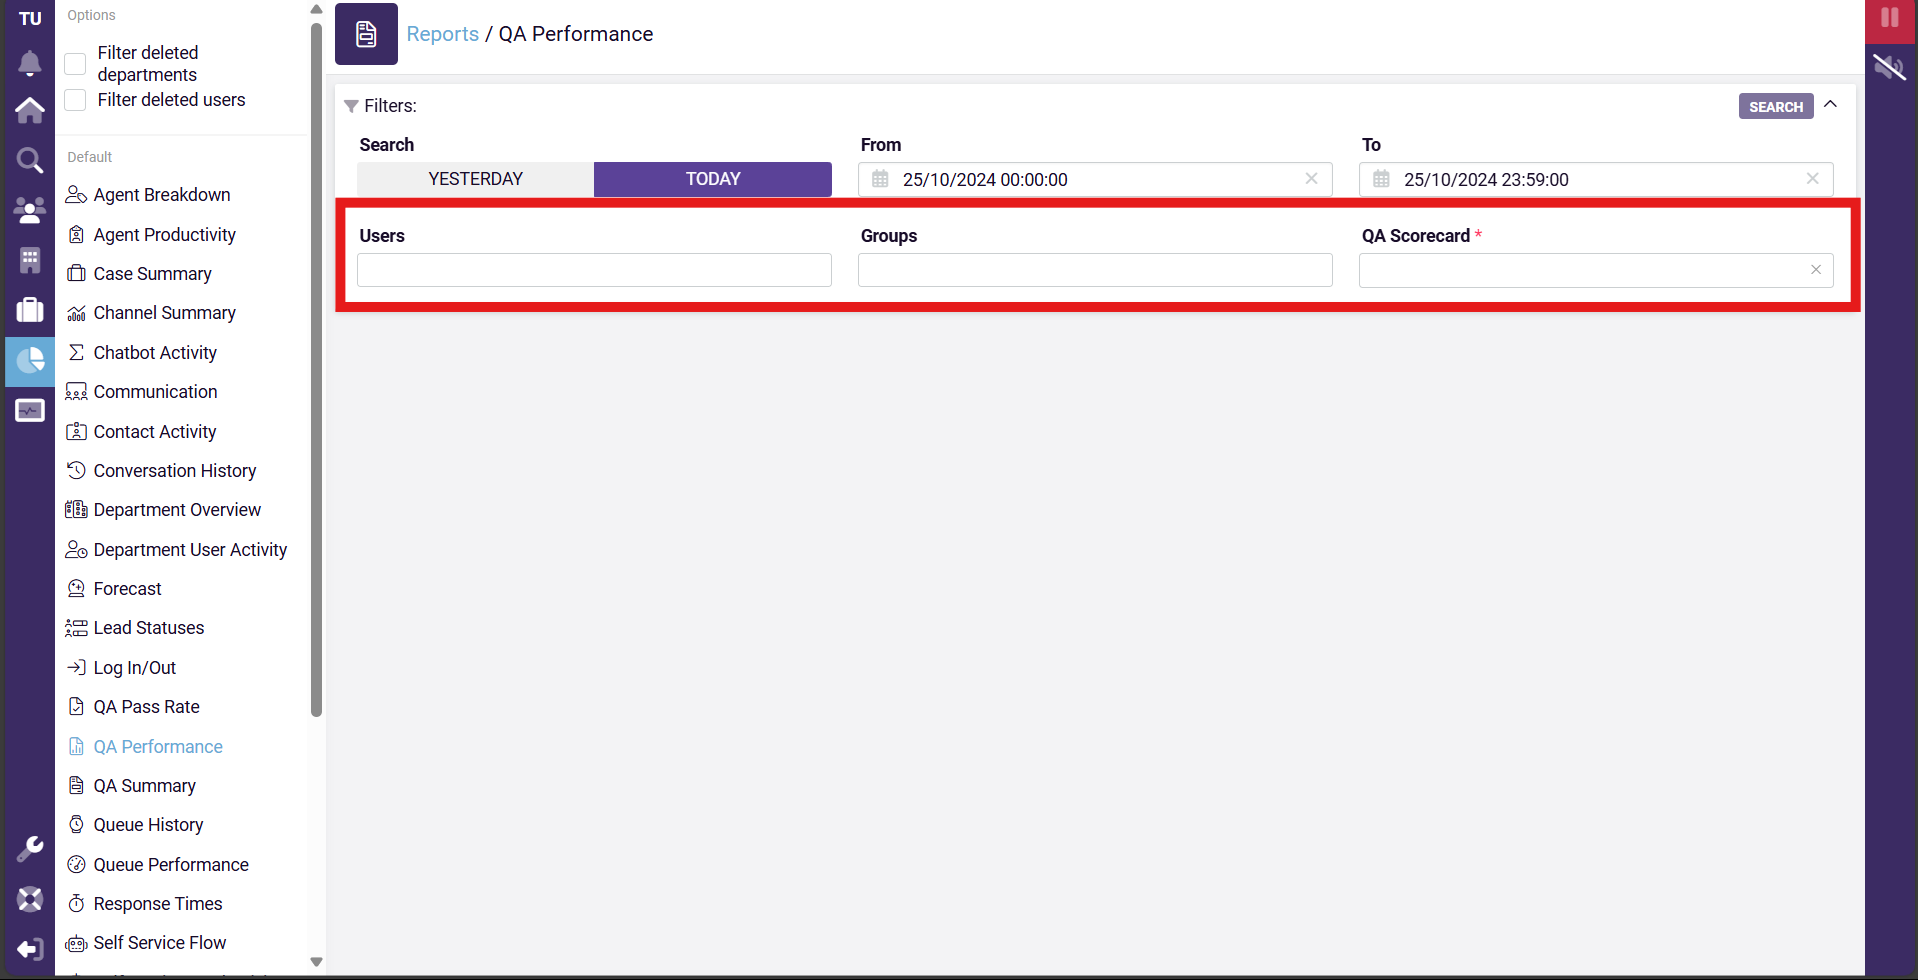 TU
Options
Filter deleted
departments
Filter deleted users
Default
Agent Breakdown
Agent Productivity
Case Summary
Channel Summary
Chatbot Activity
Communication
Contact Activity
Conversation History
Department Overview
Department User Activity
Forecast
Lead Statuses
Log In/Out
QA Pass Rate
QA Performance
QA Summary
Queue History
Queue Performance
Response Times
Self Service Flow
Reports / QA Performance
Filters:
SEARCH
Search From To
YESTERDAY TODAY 25/10/2024 00:00:00 25/10/2024 23:59:00
Users Groups QA Scorecard *